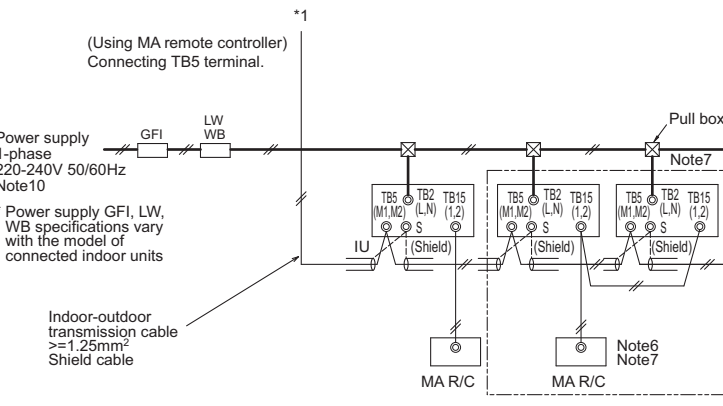 *1
(Using MA remote controller)
Connecting TB5 terminal.
Power supply
1-phase
220-240V 50/60Hz
Note10
GFI
LW
WB
Pull box
Note7
Power supply GFI, LW,
WB specifications vary
with the model of
connected indoor units
TB5
(M1,M2)
TB2
(L,N)
TB15
(1,2)
S
(Shield)
TB5
(M1,M2)
TB2
(L,N)
TB15
(1,2)
S
(Shield)
TB5
(M1,M2)
TB2
(L,N)
TB15
(1,2)
S
(Shield)
IU
Indoor-outdoor
transmission cable
>=1.25mm2
Shield cable
MA R/C
MA R/C
Note6
Note7